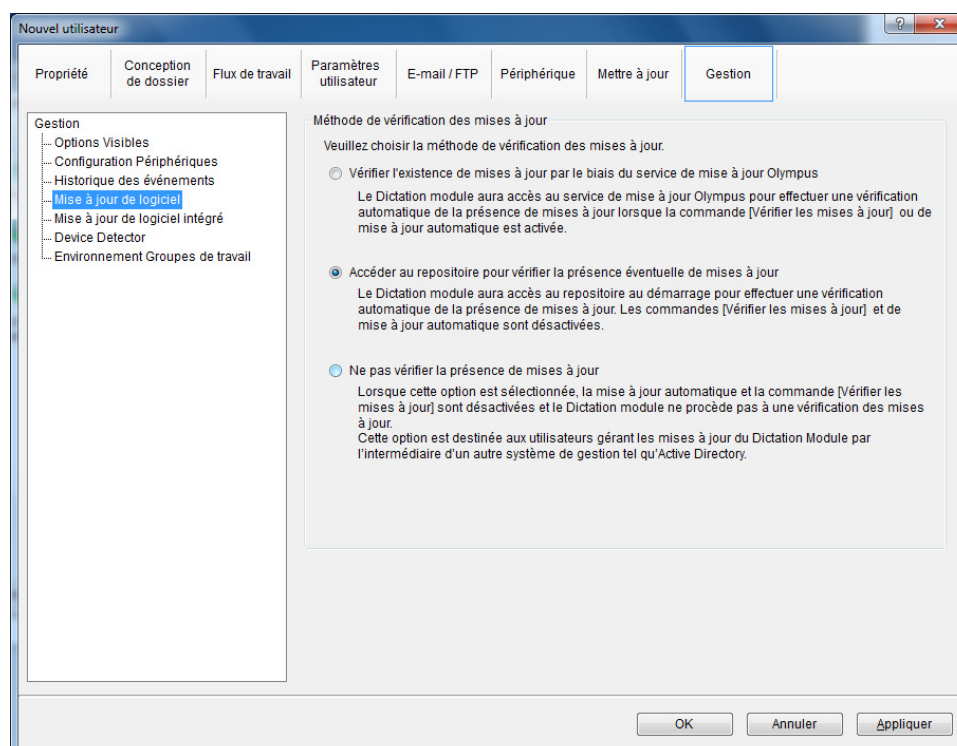 Nouvel utilisateur
Propriété
Conception
de dossier
Flux de travail
Paramètres
utilisateur
E-mail / FTP
Périphérique
Mettre à jour
Gestion
Gestion
Options Visibles
Configuration Périphériques
Historique des événements
Mise à jour de logiciel
Mise à jour de logiciel intégré
Device Detector
Environnement Groupes de travail
Méthode de vérification des mises à jour
Veuillez choisir la méthode de vérification des mises à jour.
Vérifier l'existence de mises à jour par le biais du service de mise à jour Olympus
Le Dictation module aura accès au service de mise à jour Olympus pour effectuer une vérification
automatique de la présence de mises à jour lorsque la commande [Vérifier les mises à jour] ou de
mise à jour automatique est activée.
Accéder au repositoire pour vérifier la présence éventuelle de mises à jour
Le Dictation module aura accès au repositoire au démarrage pour effectuer une vérification
automatique de la présence de mises à jour. Les commandes [Vérifier les mises à jour] et de
mise à jour automatique sont désactivées.
Ne pas vérifier la présence de mises à jour
Lorsque cette option est sélectionnée, la mise à jour automatique et la commande [Vérifier les
mises à jour] sont désactivées et le Dictation module ne procède pas à une vérification des mises
à jour.
Cette option est destinée aux utilisateurs gérant les mises à jour du Dictation Module par
l'intermédiaire d'un autre système de gestion tel qu'Active Directory.
OK
Annuler
Appliquer